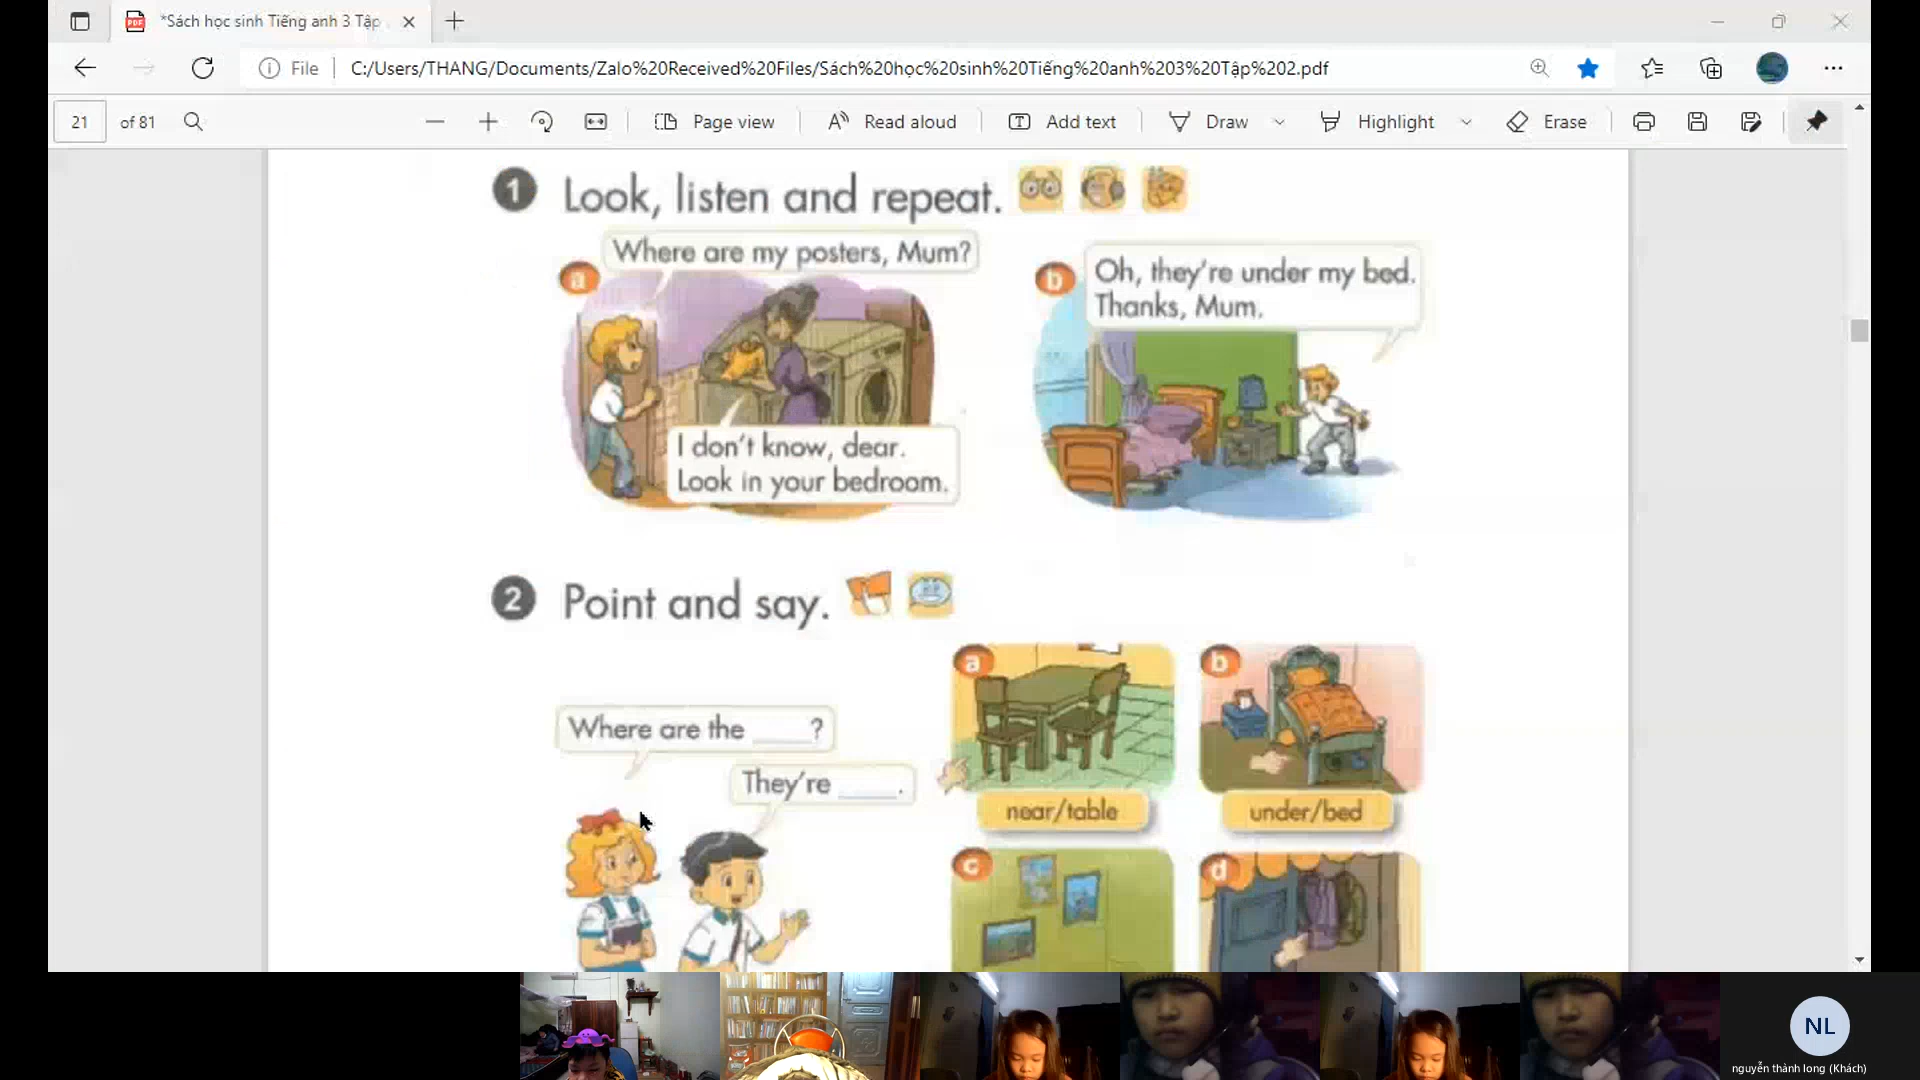 *Sách học sinh Tiếng anh 3 Tập
File
C:/Users/THANG/Documents/Zalo%20Received%20Files/Sách%20học%20sinh%20Tiếng%20anh%203%20Tập%202.pdf
21 of 81
Page view
Read aloud
Add text
Draw
Highlight
Erase
1 Look, listen and repeat.
a
Where are my posters, Mum?
I don't know, dear.
Look in your bedroom.
b
Oh, they're under my bed.
Thanks, Mum.
2 Point and say.
Where are the ____?
They're ____.
a
near/table
b
under/bed
c
d
NL
nguyễn thành long (Khách)